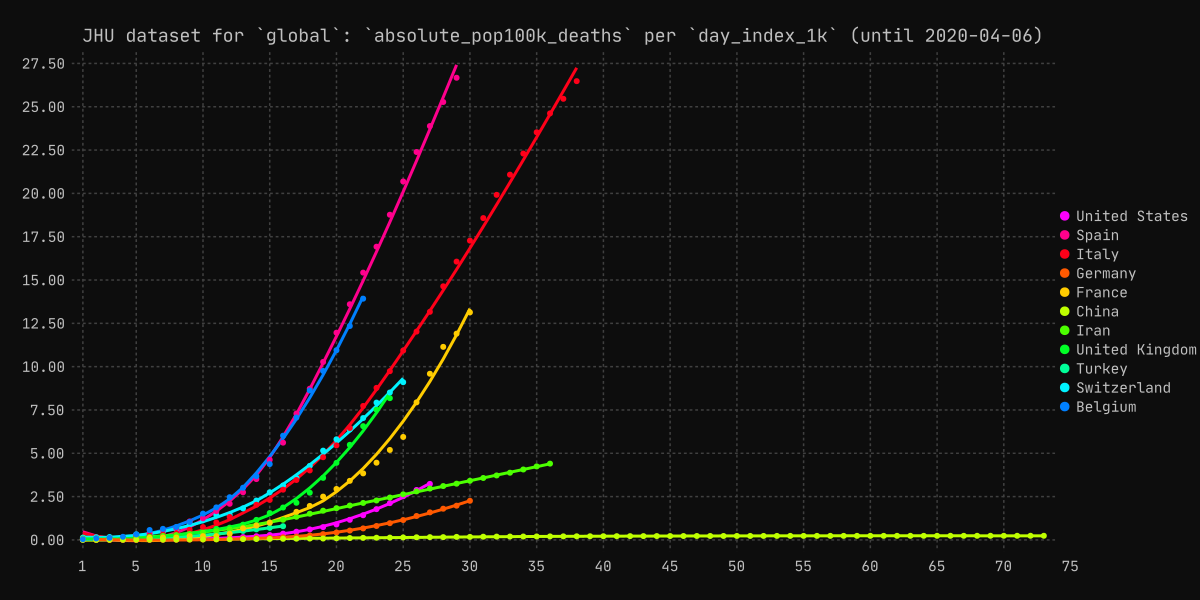 JHU dataset for `global`: `absolute_pop100k_deaths` per `day_index_1k` (until 2020-04-06)
27.50
25.00
22.50
20.00
17.50
15.00
12.50
10.00
7.50
5.00
2.50
0.00
1 5 10 15 20 25 30 35 40 45 50 55 60 65 70 75
United States
Spain
Italy
Germany
France
China
Iran
United Kingdom
Turkey
Switzerland
Belgium